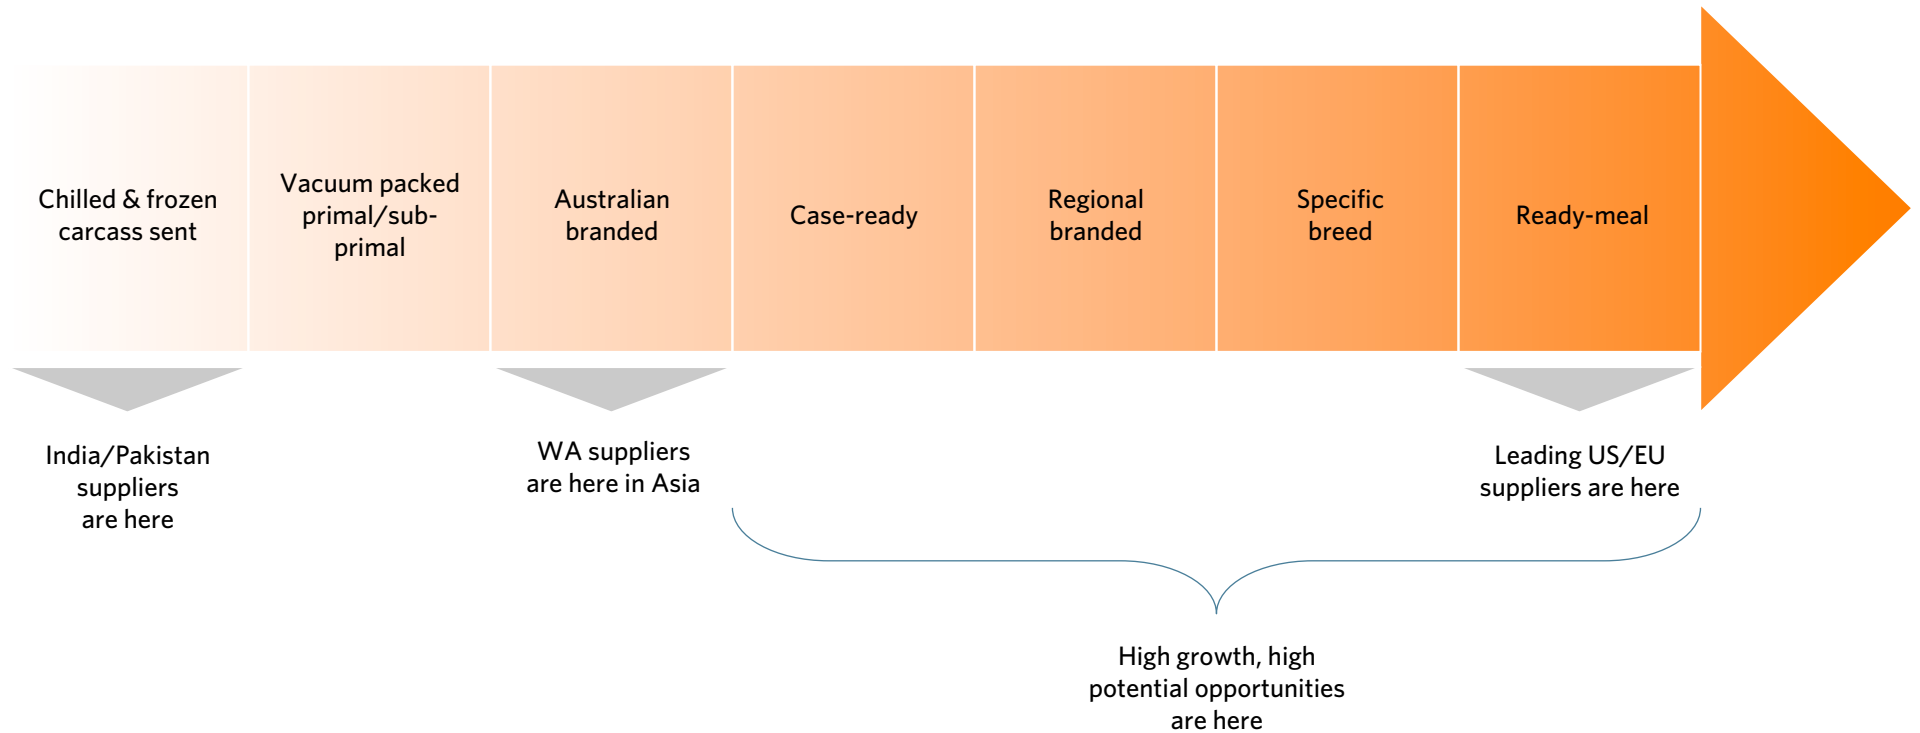 Chilled & frozen
carcass sent
Vacuum packed
primal/sub-
primal
Australian
branded
Case-ready
Regional
branded
Specific
breed
Ready-meal
India/Pakistan
suppliers
are here
WA suppliers
are here in Asia
Leading US/EU
suppliers are here
High growth, high
potential opportunities
are here